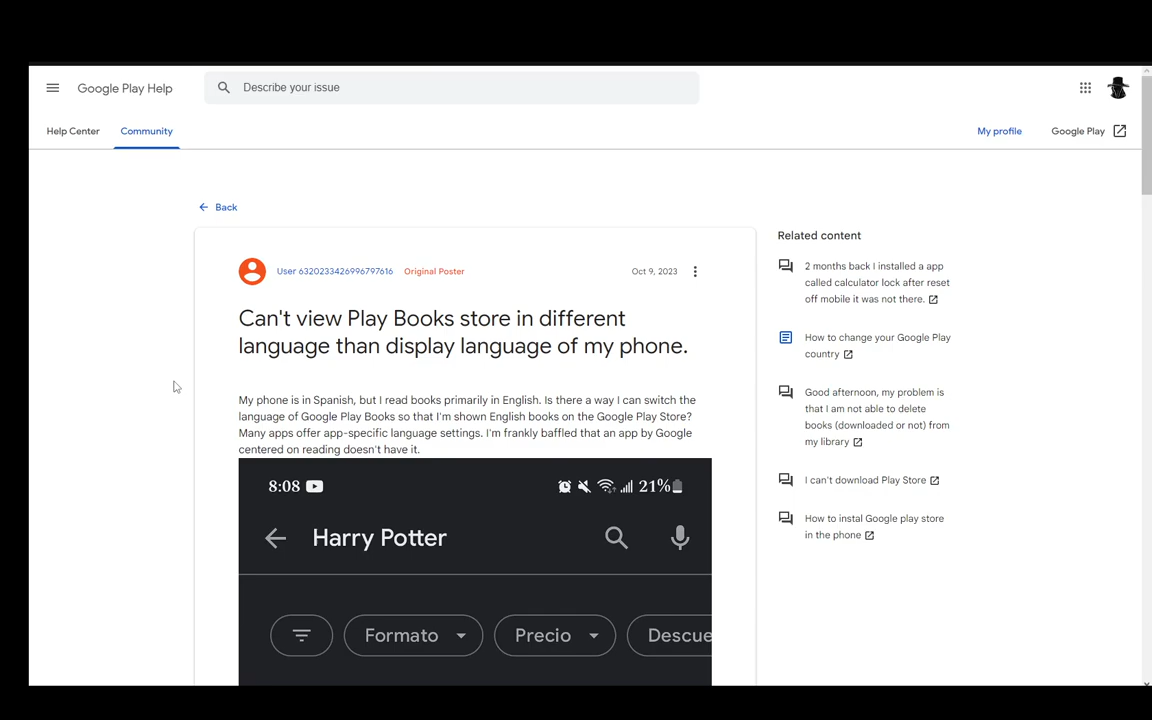 Google Play Help
Describe your issue
Help Center
Community
My profile
Google Play
Back
User 6320233426996797616
Original Poster
Oct 9, 2023
Can't view Play Books store in different
language than display language of my phone.
My phone is in Spanish, but I read books primarily in English. Is there a way I can switch the
language of Google Play Books so that I'm shown English books on the Google Play Store?
Many apps offer app-specific language settings. I'm frankly baffled that an app by Google
centered on reading doesn't have it.
8:08
21%
Harry Potter
Formato
Precio
Descue
Related content
2 months back I installed a app
called calculator lock after reset
off mobile it was not there.
How to change your Google Play
country
Good afternoon, my problem is
that I am not able to delete
books (downloaded or not) from
my library
I can't download Play Store
How to instal Google play store
in the phone